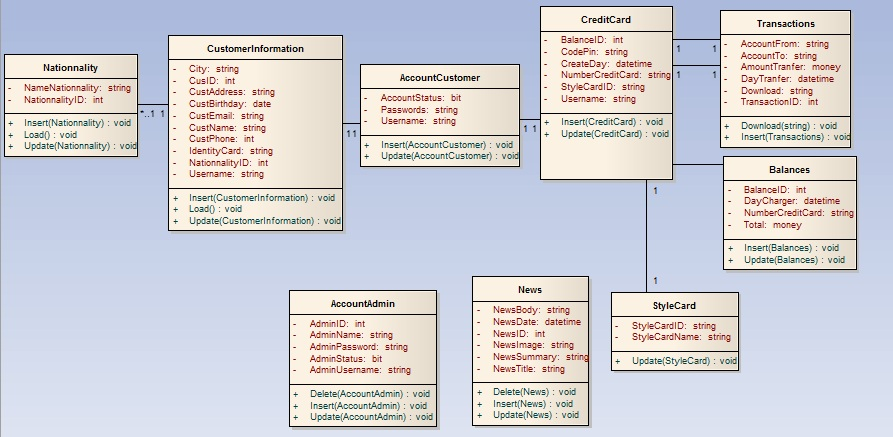 Nationnality
- NameNationnality: string
- NationnalityID: int
+ Insert(Nationnality) : void
+ Load() : void
+ Update(Nationnality) : void
*..1 1
CustomerInformation
- City: string
- CusID: int
- CustAddress: string
- CustBirthday: date
- CustEmail: string
- CustName: string
- CustPhone: int
- IdentityCard: string
- NationnalityID: int
- Username: string
+ Insert(CustomerInformation) : void
+ Load() : void
+ Update(CustomerInformation) : void
1 1
AccountCustomer
- AccountStatus: bit
- Passwords: string
- Username: string
+ Insert(AccountCustomer) : void
+ Update(AccountCustomer) : void
1 1
CreditCard
- BalanceID: int
- CodePin: string
- CreateDay: datetime
- NumberCreditCard: string
- StyleCardID: string
- Username: string
+ Insert(CreditCard) : void
+ Update(CreditCard) : void
1 1
1 1
Transactions
- AccountFrom: string
- AccountTo: string
- AmountTranfer: money
- DayTranfer: datetime
- Download: string
- TransactionID: int
+ Download(string) : void
+ Insert(Transactions) : void
Balances
- BalanceID: int
- DayCharger: datetime
- NumberCreditCard: string
- Total: money
+ Insert(Balances) : void
+ Update(Balances) : void
1
1
AccountAdmin
- AdminID: int
- AdminName: string
- AdminPassword: string
- AdminStatus: bit
- AdminUsername: string
+ Delete(AccountAdmin) : void
+ Insert(AccountAdmin) : void
+ Update(AccountAdmin) : void
News
- NewsBody: string
- NewsDate: datetime
- NewsID: int
- NewsImage: string
- NewsSummary: string
- NewsTitle: string
+ Delete(News) : void
+ Insert(News) : void
+ Update(News) : void
StyleCard
- StyleCardID: string
- StyleCardName: string
+ Update(StyleCard) : void